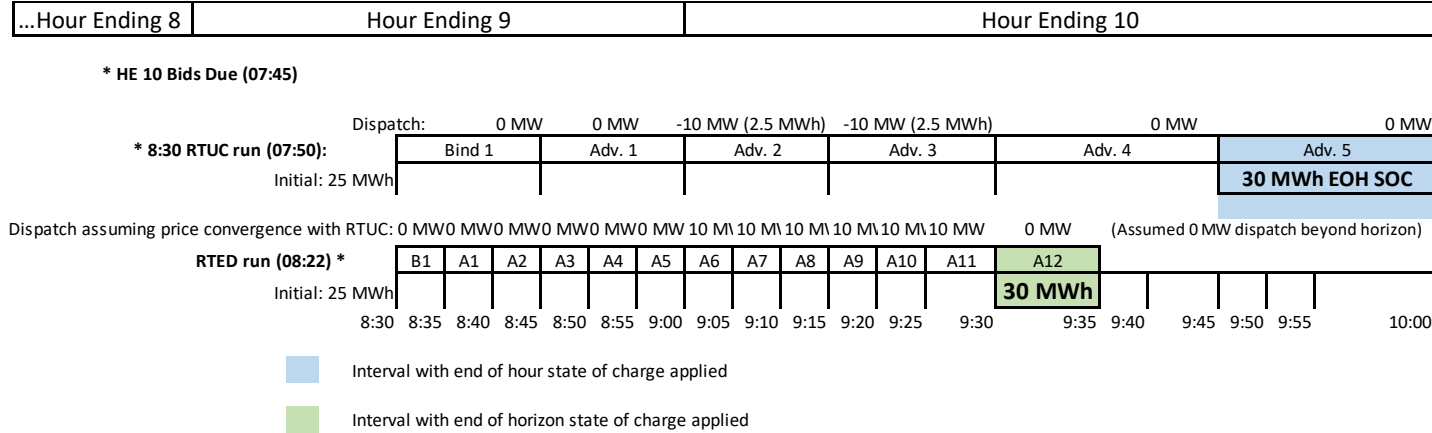 ...Hour Ending 8 Hour Ending 9 Hour Ending 10
* HE 10 Bids Due (07:45)
Dispatch: 0 MW 0 MW -10 MW (2.5 MWh) -10 MW (2.5 MWh) 0 MW 0 MW
* 8:30 RTUC run (07:50): Bind 1 Adv. 1 Adv. 2 Adv. 3 Adv. 4 Adv. 5
Initial: 25 MWh 30 MWh EOH SOC
Dispatch assuming price convergence with RTUC: 0 MW 0 MW 0 MW 0 MW 0 MW 0 MW 10 M 10 M 10 M 10 M 10 M 10 MW 0 MW (Assumed 0 MW dispatch beyond horizon)
RTED run (08:22) * B1 A1 A2 A3 A4 A5 A6 A7 A8 A9 A10 A11 A12
Initial: 25 MWh 30 MWh
8:30 8:35 8:40 8:45 8:50 8:55 9:00 9:05 9:10 9:15 9:20 9:25 9:30 9:35 9:40 9:45 9:50 9:55 10:00
Interval with end of hour state of charge applied
Interval with end of horizon state of charge applied